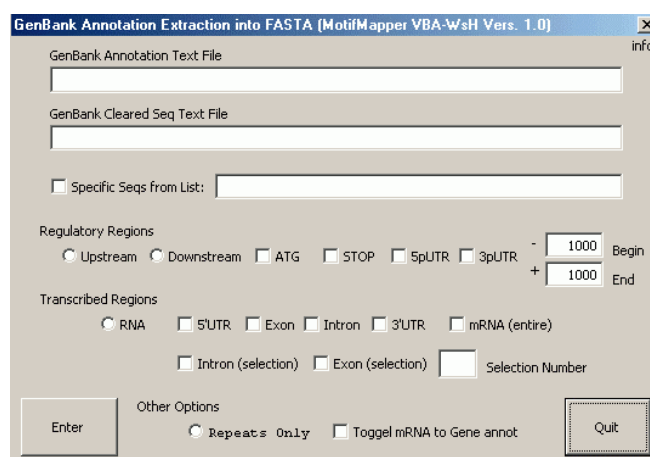 GenBank Annotation Extraction into FASTA (MotifMapper VBA-WsH Vers. 1.0)
info
GenBank Annotation Text File
GenBank Cleared Seq Text File
Specific Seqs from List:
Regulatory Regions
Upstream Downstream ATG STOP 5pUTR 3pUTR - 1000 Begin
+ 1000 End
Transcribed Regions
RNA 5'UTR Exon Intron 3'UTR mRNA (entire)
Intron (selection) Exon (selection) Selection Number
Other Options
Enter Repeats Only Toggel mRNA to Gene annot Quit